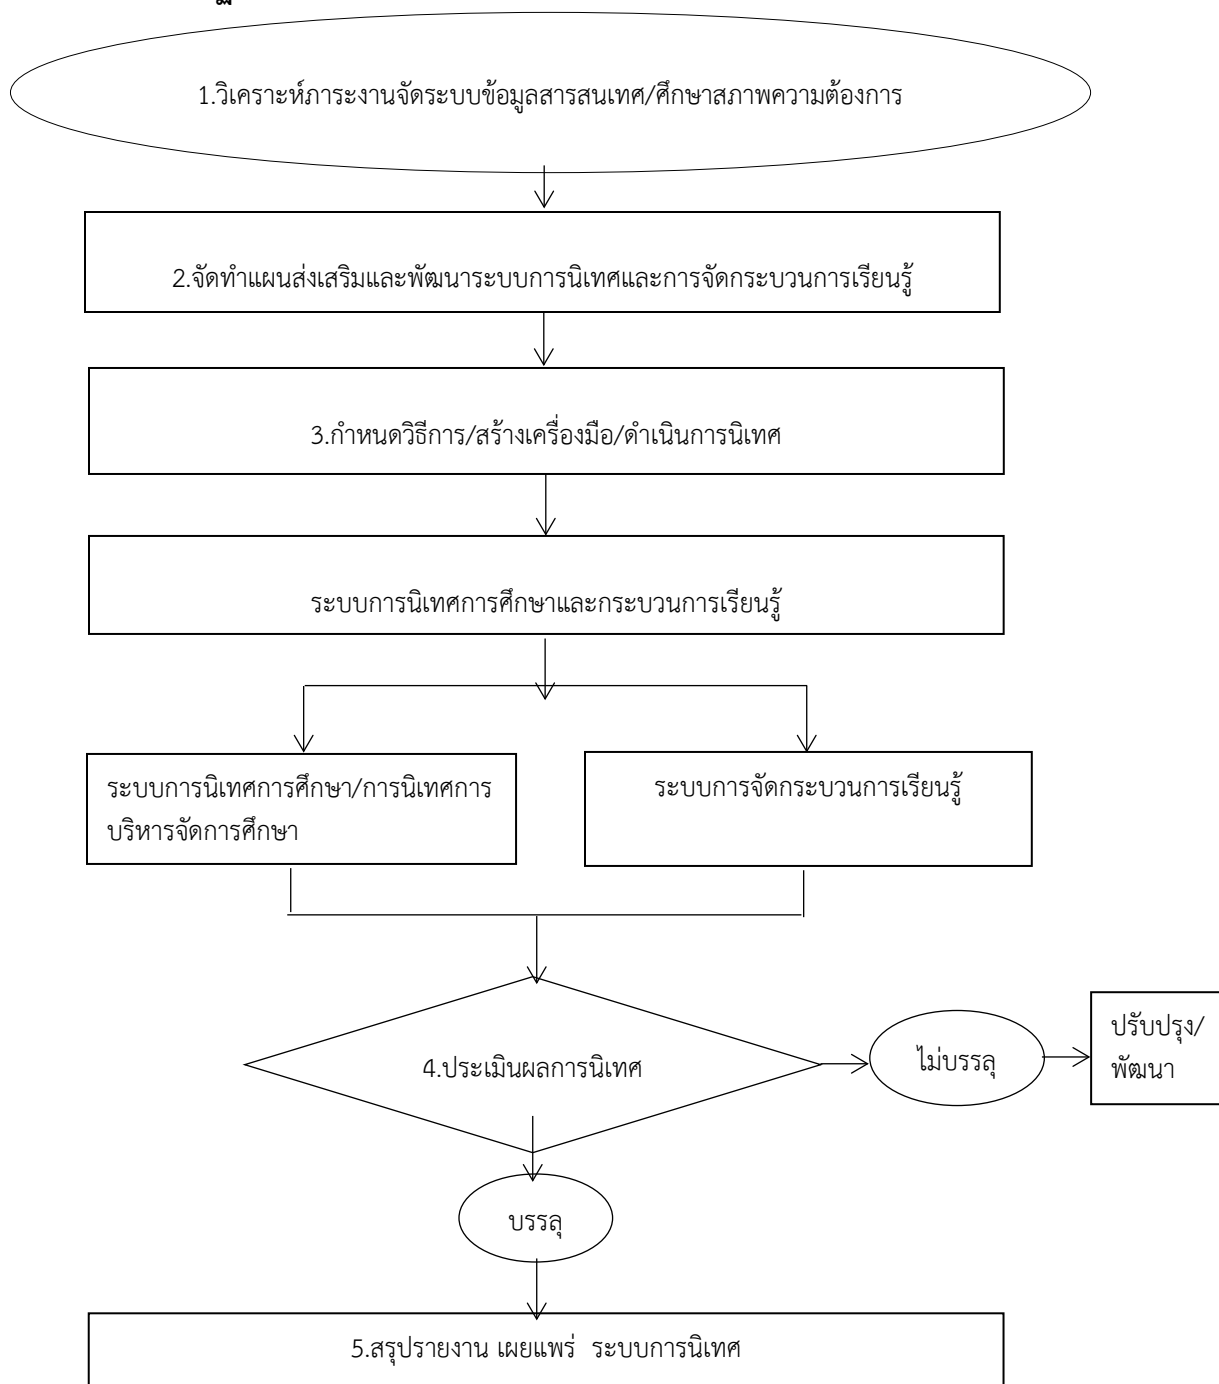 1.วิเคราะห์ภาระงานจัดระบบข้อมูลสารสนเทศ/ศึกษาสภาพความต้องการ
2.จัดทำแผนส่งเสริมและพัฒนาระบบการนิเทศและการจัดกระบวนการเรียนรู้
3.กำหนดวิธีการ/สร้างเครื่องมือ/ดำเนินการนิเทศ
ระบบการนิเทศการศึกษาและกระบวนการเรียนรู้
ระบบการนิเทศการศึกษา/การนิเทศการ
บริหารจัดการศึกษา
ระบบการจัดกระบวนการเรียนรู้
4.ประเมินผลการนิเทศ
ไม่บรรลุ
ปรับปรุง/
พัฒนา
บรรลุ
5.สรุปรายงาน เผยแพร่  ระบบการนิเทศ